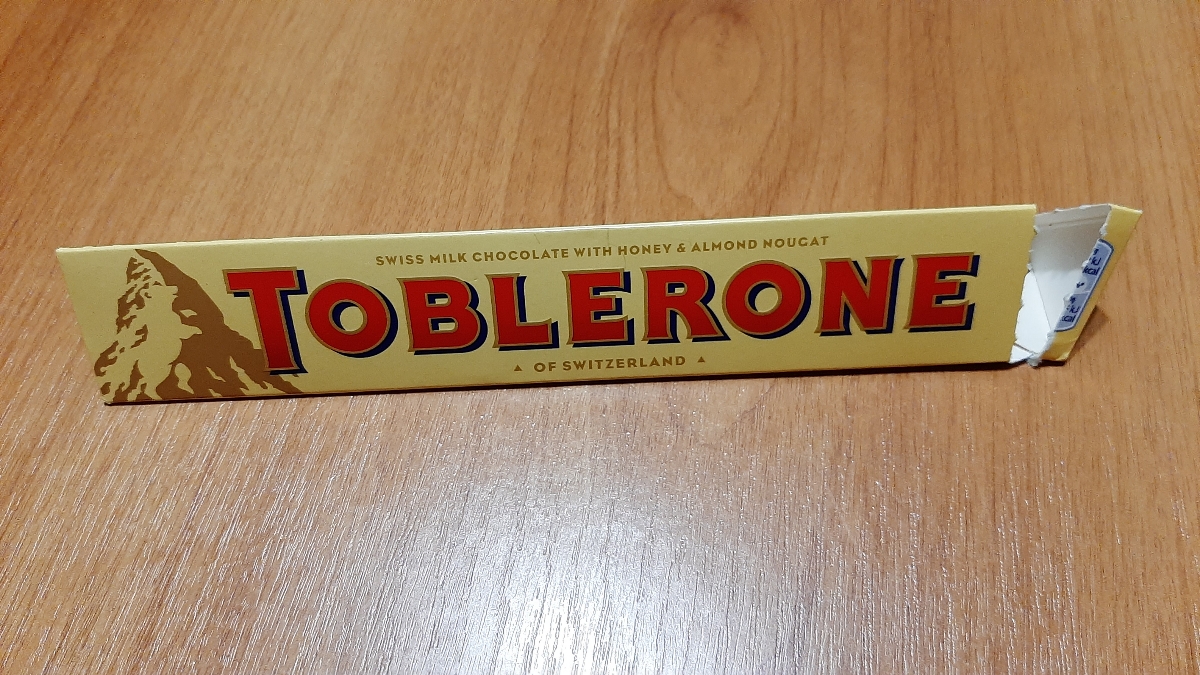 SWISS MILK CHOCOLATE WITH HONEY & ALMOND NOUGAT
TOBLERONE
▲ OF SWITZERLAND ▲